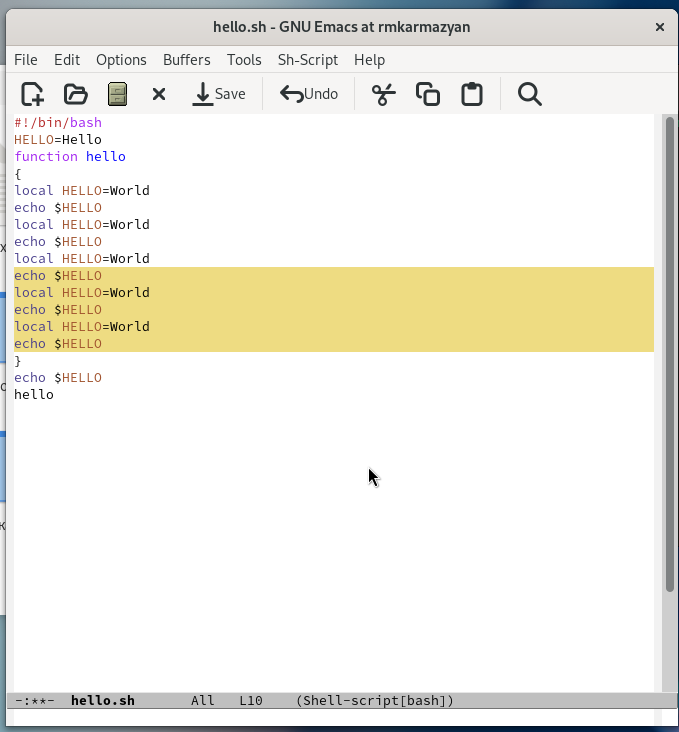 hello.sh - GNU Emacs at rmkarmazyan ×
File Edit Options Buffers Tools Sh-Script Help
Save Undo
#!/bin/bash
HELLO=Hello
function hello
{
local HELLO=World
echo $HELLO
local HELLO=World
echo $HELLO
local HELLO=World
echo $HELLO
local HELLO=World
echo $HELLO
local HELLO=World
echo $HELLO
}
echo $HELLO
hello
-:**- hello.sh All L10 (Shell-script[bash])